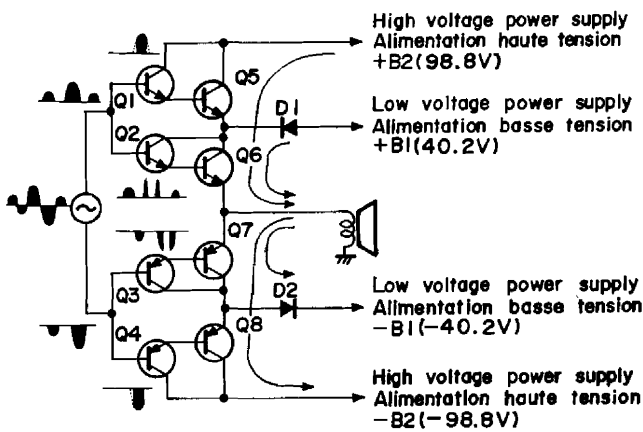 High voltage power supply
Alimentation haute tension
+B2(98.8V)
Q5
Q1
D1
Low voltage power supply
Alimentation basse tension
+B1(40.2V)
Q2
Q6
Q7
Q3
D2
Low voltage power supply
Alimentation basse tension
-B1(-40.2V)
Q4
Q8
High voltage power supply
Alimentation haute tension
-B2(-98.8V)